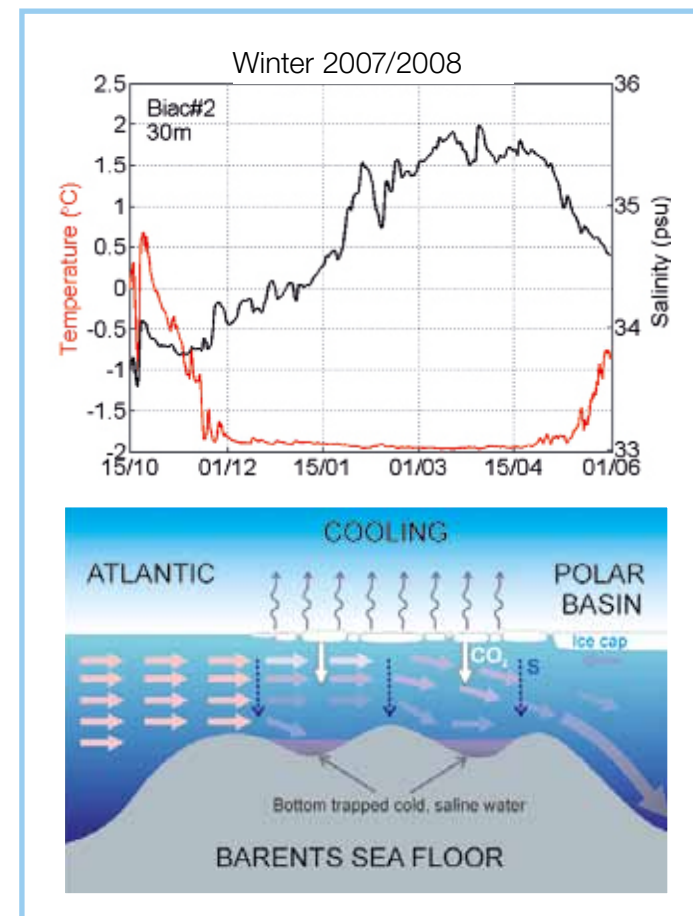 Winter 2007/2008
2.5
2
1.5
1
0.5
0
-0.5
-1
-1.5
-2
Temperature (°C)
Biac#2
30m
36
35
34
33
Salinity (psu)
15/10 01/12 15/01 01/03 15/04 01/06
COOLING
ATLANTIC
POLAR
BASIN
Ice cap
CO₂
S
Bottom trapped cold, saline water
BARENTS SEA FLOOR